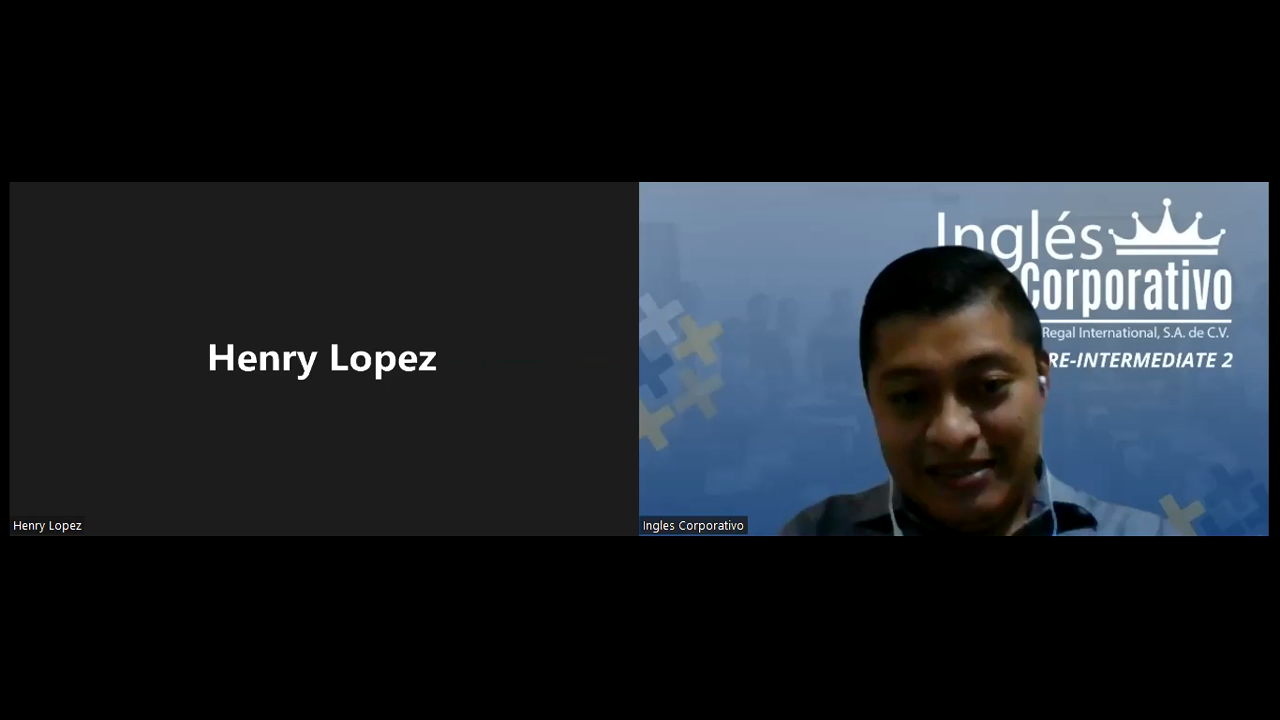 Henry Lopez
Henry Lopez
Inglés
Corporativo
Regal International, S.A. de C.V.
RE-INTERMEDIATE 2
Ingles Corporativo